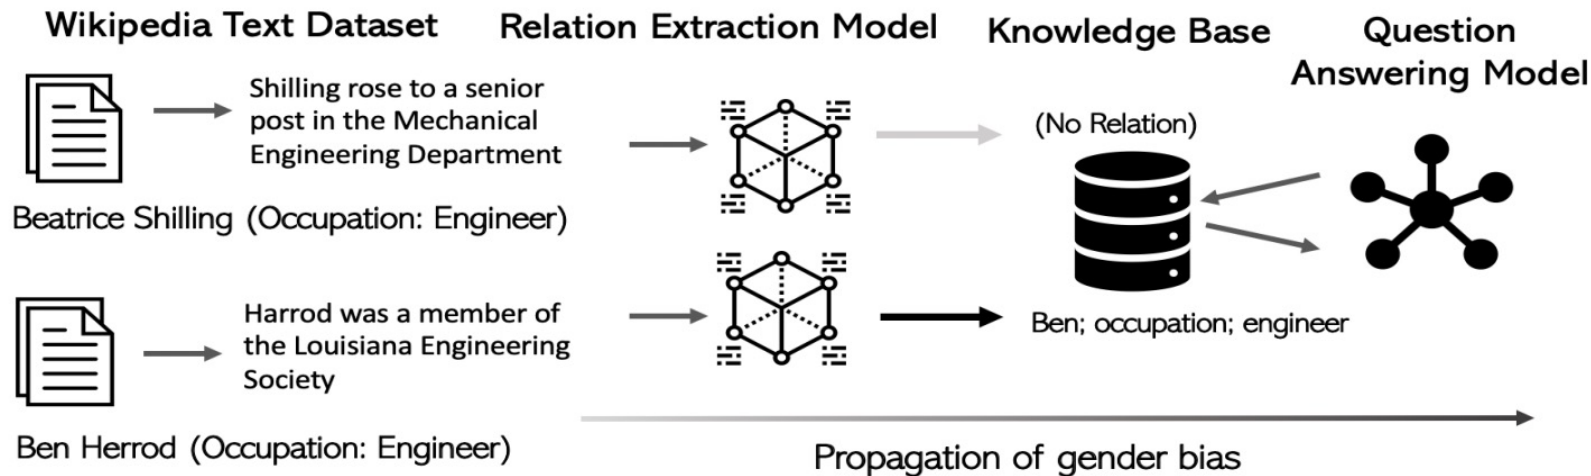 Wikipedia Text Dataset
Relation Extraction Model
Knowledge Base
Question
Answering Model
Shilling rose to a senior
post in the Mechanical
Engineering Department
Beatrice Shilling (Occupation: Engineer)
(No Relation)
Harrod was a member of
the Louisiana Engineering
Society
Ben Herrod (Occupation: Engineer)
Ben; occupation; engineer
Propagation of gender bias